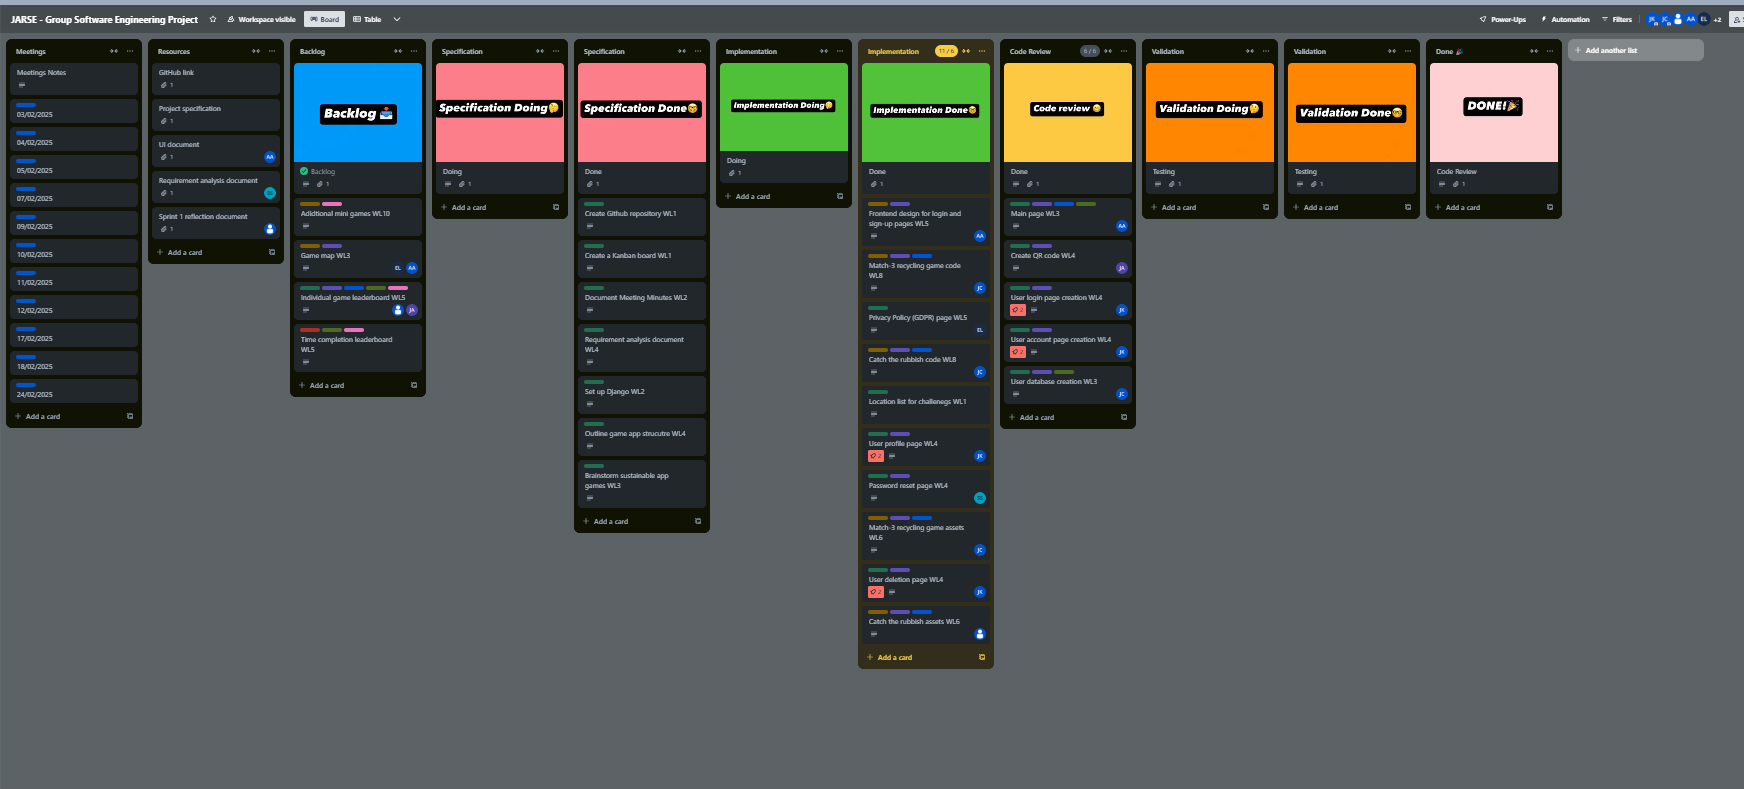 JARSE - Group Software Engineering Project
Workspace visible
Board
Table
Power-Ups
Automation
Filters
JK
JC
AA
EL
+2
Meetings
Meetings Notes
03/02/2025
04/02/2025
05/02/2025
07/02/2025
09/02/2025
10/02/2025
11/02/2025
12/02/2025
17/02/2025
18/02/2025
24/02/2025
Add a card
Resources
GitHub link
1
Project specification
1
UI document
1
AA
Requirement analysis document
1
Sprint 1 reflection document
1
Add a card
Backlog
Backlog
Backlog
1
Adidtional mini games WL10
Game map WL3
EL
AA
Individual game leaderboard WL5
JA
Time completion leaderboard
WL5
Add a card
Specification
Specification Doing
Doing
1
Add a card
Specification
Specification Done
Done
1
Create Github repository WL1
Create a Kanban board WL1
Document Meeting Minutes WL2
Requirement analysis document
WL4
Set up Django WL2
Outline game app strucutre WL4
Brainstorm sustainable app
games WL3
Add a card
Implementation
Implementation Doing
Doing
1
Add a card
Implementation
11 / 6
Implementation Done
Done
1
Frontend design for login and
sign-up pages WL5
AA
Match-3 recycling game code
WL8
JC
Privacy Policy (GDPR) page WL5
EL
Catch the rubbish code WL8
JC
Location list for challenegs WL1
User profile page WL4
2
JK
Password reset page WL4
Match-3 recycling game assets
WL6
JC
User deletion page WL4
2
JK
Catch the rubbish assets WL6
Add a card
Code Review
6 / 6
Code review
Done
1
Main page WL3
AA
Create QR code WL4
JA
User login page creation WL4
2
JK
User account page creation WL4
2
JK
User database creation WL3
JC
Add a card
Validation
Validation Doing
Testing
1
Add a card
Validation
Validation Done
Testing
1
Add a card
Done
DONE!
Code Review
1
Add a card
Add another list